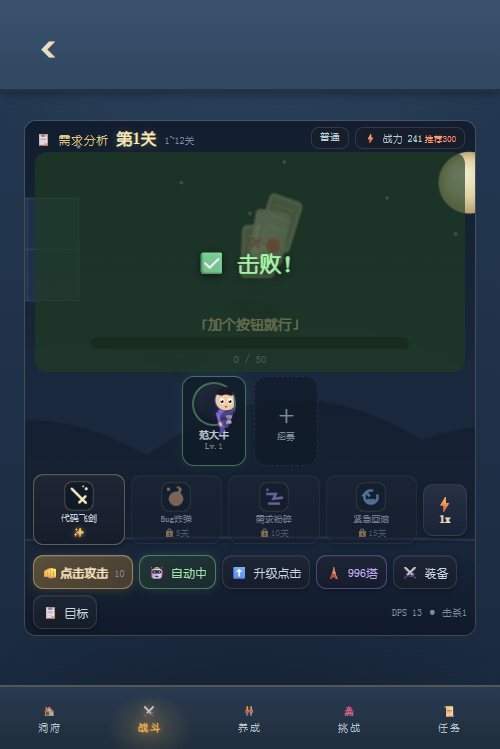 需求分析 第1关 1~12关 普通 战力 241 推荐300
击败!
「加个按钮就行」
0 / 50
范大牛
Lv.1
招募
代码飞剑
Bug炸弹
5天
需求粉碎
10天
紧急回滚
15天
1x
点击攻击 10 自动中 升级点击 996塔 装备
目标 DPS 13 ● 击杀1
洞府 战斗 养成 挑战 任务